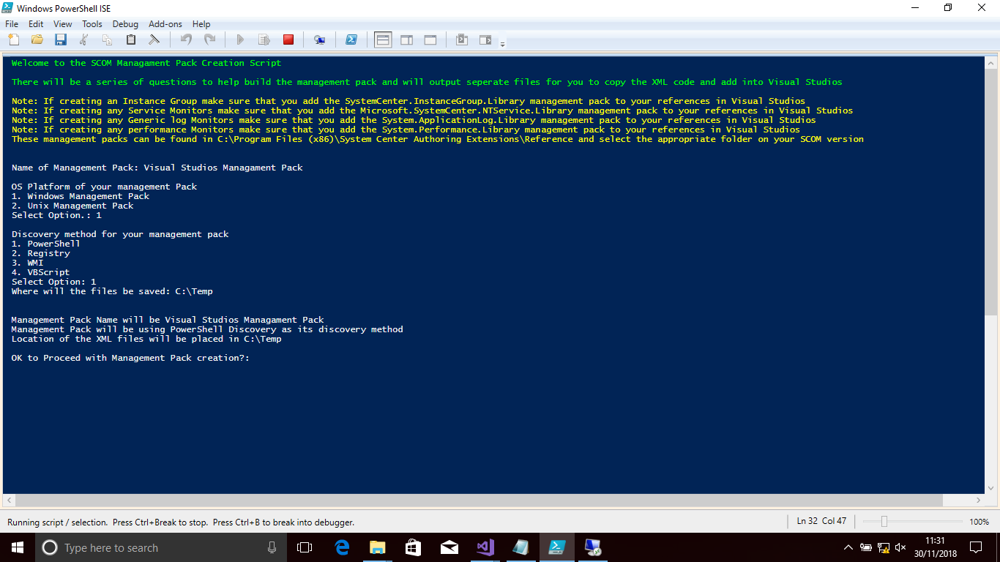 Windows PowerShell ISE
File Edit View Tools Debug Add-ons Help
Welcome to the SCOM Managament Pack Creation Script
There will be a series of questions to help build the management pack and will output seperate files for you to copy the XML code and add into Visual Studios
Note: If creating an Instance Group make sure that you add the SystemCenter.InstanceGroup.Library management pack to your references in Visual Studios
Note: If creating any Service Monitors make sure that you add the Microsoft.SystemCenter.NTService.Library management pack to your references in Visual Studios
Note: If creating any Generic log Monitors make sure that you add the System.ApplicationLog.Library management pack to your references in Visual Studios
Note: If creating any performance Monitors make sure that you add the System.Performance.Library management pack to your references in Visual Studios
These management packs can be found in C:\Program Files (x86)\System Center Authoring Extensions\Reference and select the appropriate folder on your SCOM version
Name of Management Pack: Visual Studios Managament Pack
OS Platform of your management Pack
1. Windows Management Pack
2. Unix Management Pack
Select Option.: 1
Discovery method for your management pack
1. PowerShell
2. Registry
3. WMI
4. VBScript
Select Option: 1
Where will the files be saved: C:\Temp
Management Pack Name will be Visual Studios Managament Pack
Management Pack will be using PowerShell Discovery as its discovery method
Location of the XML files will be placed in C:\Temp
OK to Proceed with Management Pack creation?:
Running script / selection. Press Ctrl+Break to stop. Press Ctrl+B to break into debugger.
Ln 32 Col 47
100%
Type here to search
11:31
30/11/2018